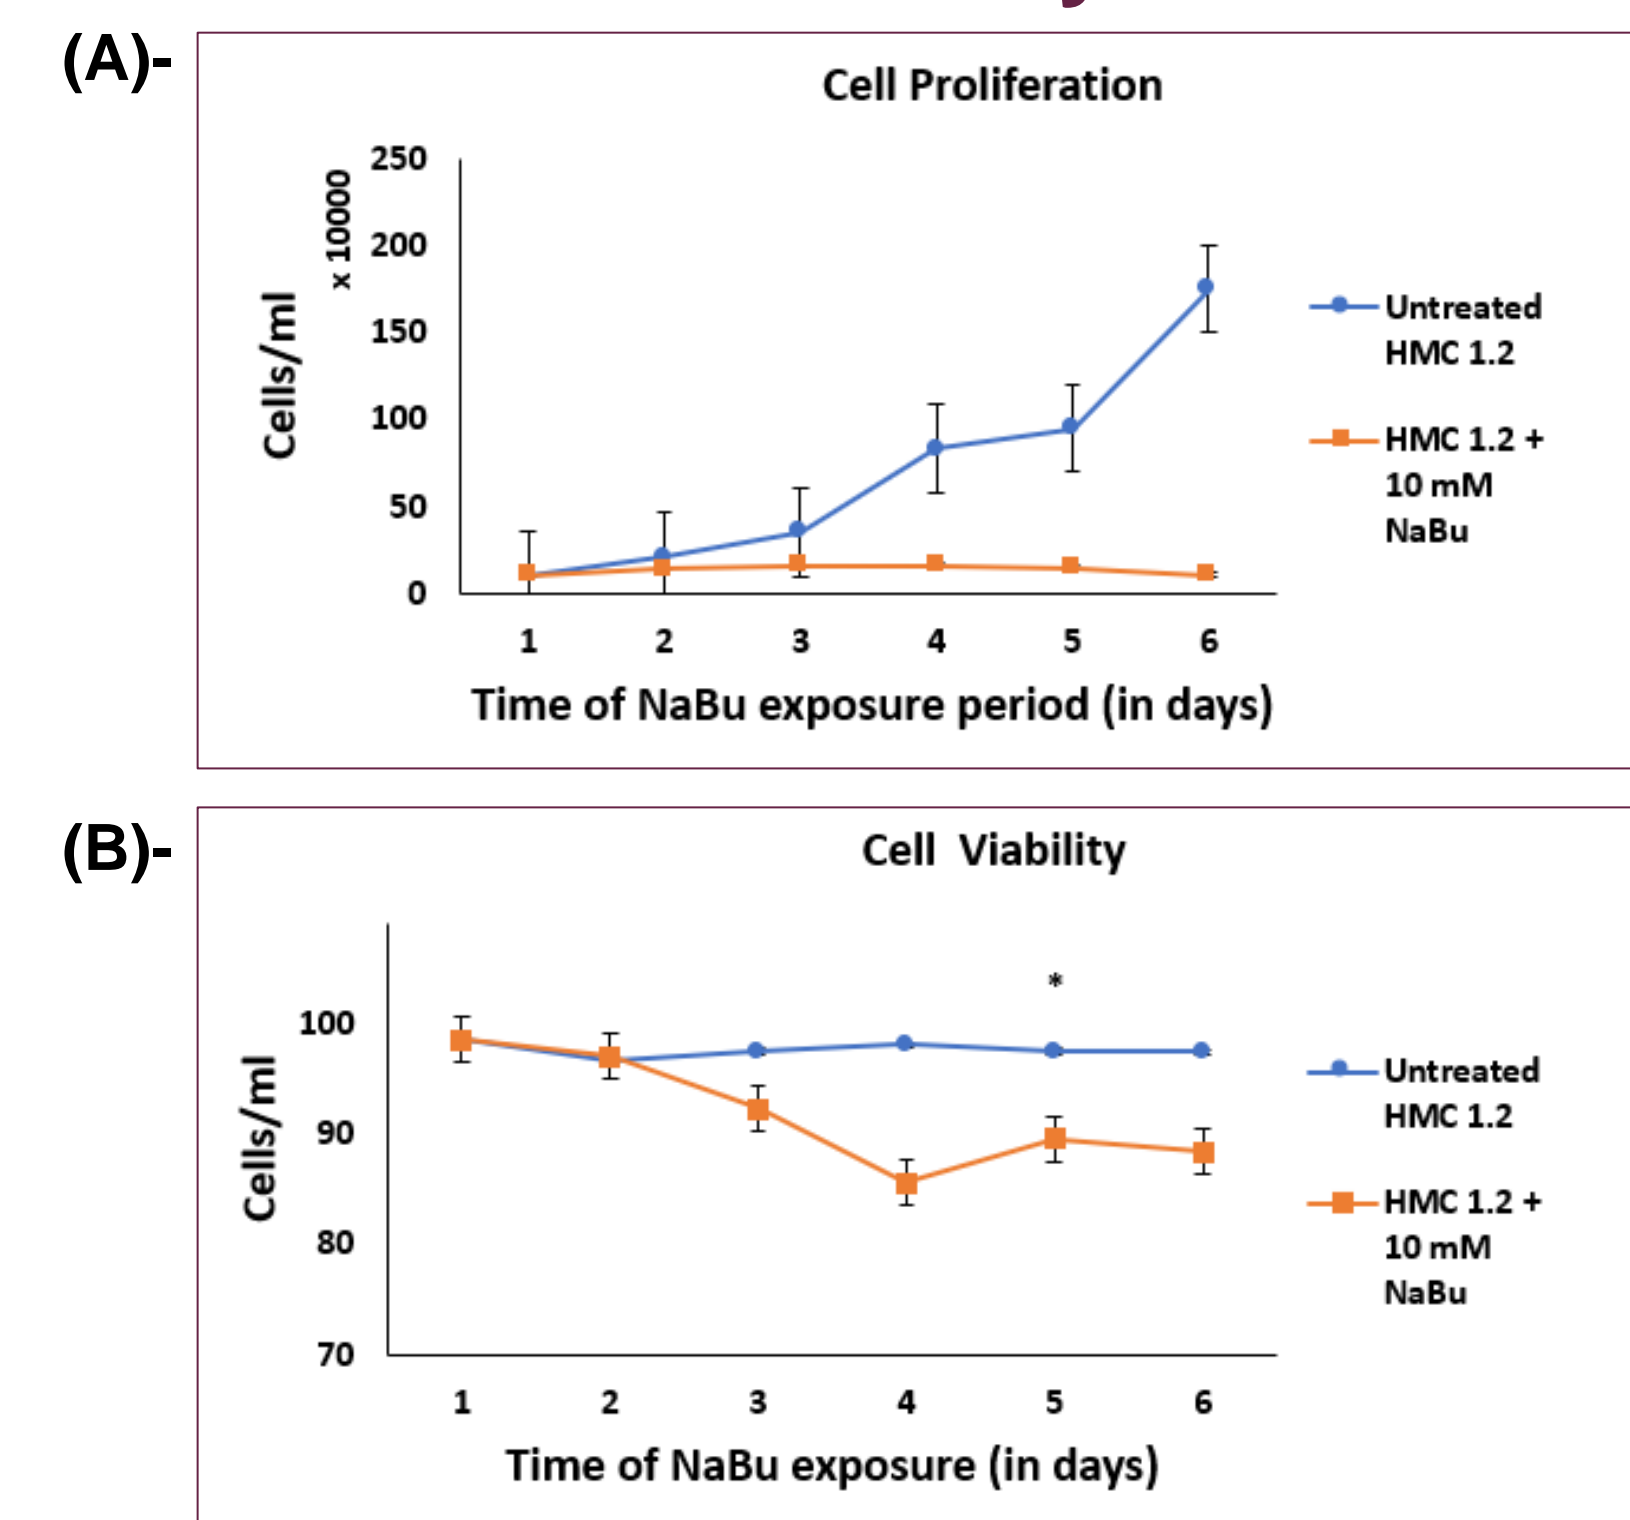 (A)-
Cell Proliferation
x 10000
Cells/ml
250
200
150
100
50
0
1 2 3 4 5 6
Time of NaBu exposure period (in days)
Untreated
HMC 1.2
HMC 1.2 +
10 mM
NaBu
(B)-
Cell Viability
*
Cells/ml
100
90
80
70
1 2 3 4 5 6
Time of NaBu exposure (in days)
Untreated
HMC 1.2
HMC 1.2 +
10 mM
NaBu